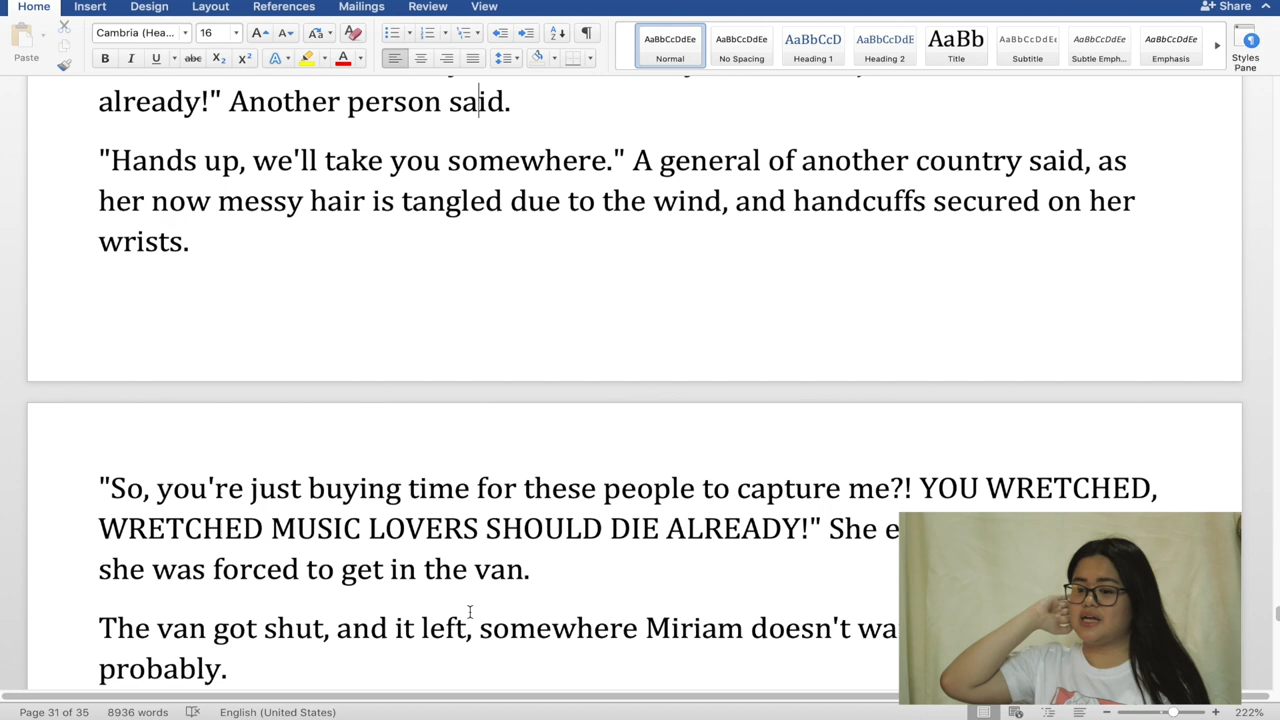 Home Insert Design Layout References Mailings Review View Share
Cambria (Hea... 16
Paste
AaBbCcDdEe AaBbCcDdEe AaBbCcD AaBbCcDdE AaBb AaBbCcDdE AaBbCcDdEe AaBbCcDdEe
Normal No Spacing Heading 1 Heading 2 Title Subtitle Subtle Emph... Emphasis Styles Pane
already!" Another person said.
"Hands up, we'll take you somewhere." A general of another country said, as
her now messy hair is tangled due to the wind, and handcuffs secured on her
wrists.
"So, you're just buying time for these people to capture me?! YOU WRETCHED,
WRETCHED MUSIC LOVERS SHOULD DIE ALREADY!" She
she was forced to get in the van.
The van got shut, and it left, somewhere Miriam doesn't
probably.
Page 31 of 35 8936 words English (United States) 222%